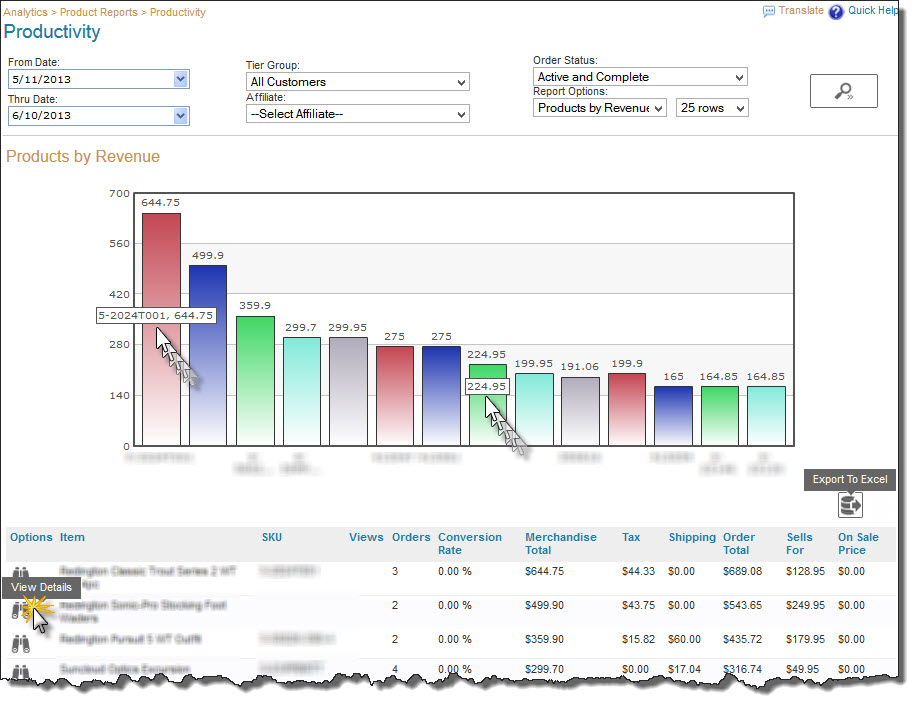 Analytics > Product Reports > Productivity
Translate
Quick Help
Productivity
From Date:
5/11/2013
Thru Date:
6/10/2013
Tier Group:
All Customers
Affiliate:
--Select Affiliate--
Order Status:
Active and Complete
Report Options:
Products by Revenue
25 rows
Products by Revenue
700
560
420
280
140
0
644.75
499.9
359.9
299.7
299.95
275
275
224.95
199.95
191.06
199.9
165
164.85
164.85
5-2024T001, 644.75
224.95
Export To Excel
Options Item SKU Views Orders Conversion Rate Merchandise Total Tax Shipping Order Total Sells For On Sale Price
Redington Classic Trout Series 2 WT 3 0.00 % $644.75 $44.33 $0.00 $689.08 $128.95 $0.00
View Details
Redington Sonic-Pro Stocking Foot Waders 2 0.00 % $499.90 $43.75 $0.00 $543.65 $249.95 $0.00
Redington Pursuit 5 WT Outfit 2 0.00 % $359.90 $15.82 $60.00 $435.72 $179.95 $0.00
Suncloud Optics Excursion 4 0.00 % $299.70 $0.00 $17.04 $316.74 $49.95 $0.00